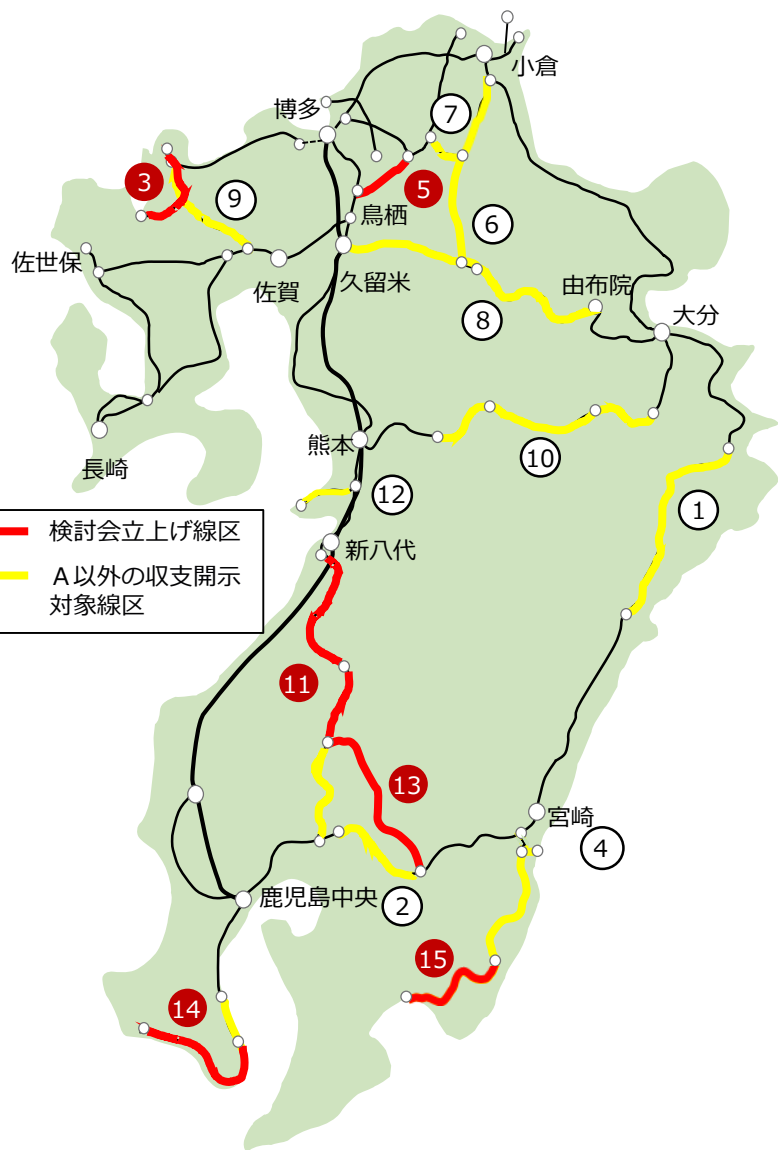 小倉
博多
7
3
5
9
鳥栖
6
佐世保
佐賀
久留米
由布院
8
大分
熊本
10
長崎
12
1
検討会立上げ線区
新八代
A以外の収支開示
対象線区
11
13
宮崎
4
鹿児島中央
2
15
14